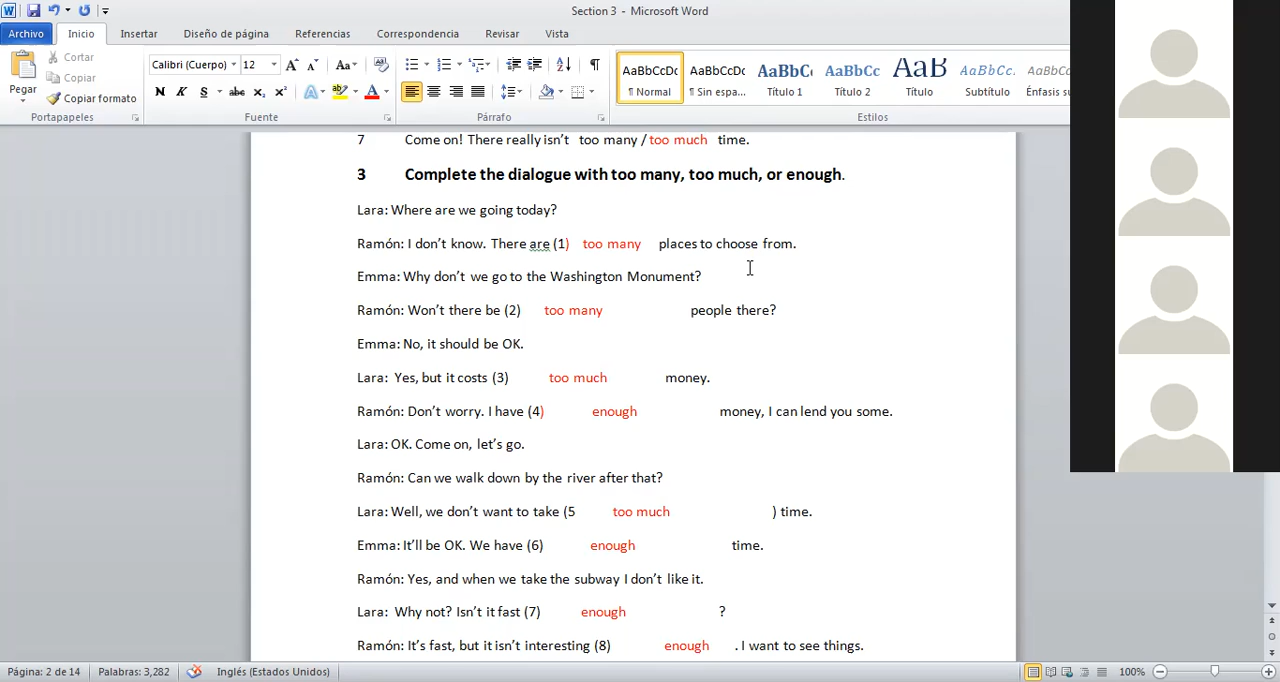 Section 3 - Microsoft Word
Archivo Inicio Insertar Diseño de página Referencias Correspondencia Revisar Vista
Pegar
Cortar
Copiar
Copiar formato
Portapapeles
Calibri (Cuerpo) 12
N K S abc x₂ x²
Fuente
Párrafo
AaBbCcDc AaBbCcDc AaBbC AaBbCc AaB AaBbCc. AaBbCcD
¶ Normal ¶ Sin espa... Título 1 Título 2 Título Subtítulo Énfasis su
Estilos
7 Come on! There really isn’t too many / too much time.
3 Complete the dialogue with too many, too much, or enough.
Lara: Where are we going today?
Ramón: I don’t know. There are (1) too many places to choose from.
Emma: Why don’t we go to the Washington Monument?
Ramón: Won’t there be (2) too many people there?
Emma: No, it should be OK.
Lara: Yes, but it costs (3) too much money.
Ramón: Don’t worry. I have (4) enough money, I can lend you some.
Lara: OK. Come on, let’s go.
Ramón: Can we walk down by the river after that?
Lara: Well, we don’t want to take (5 too much ) time.
Emma: It’ll be OK. We have (6) enough time.
Ramón: Yes, and when we take the subway I don’t like it.
Lara: Why not? Isn’t it fast (7) enough ?
Ramón: It’s fast, but it isn’t interesting (8) enough . I want to see things.
Página: 2 de 14 Palabras: 3,282 Inglés (Estados Unidos) 100%